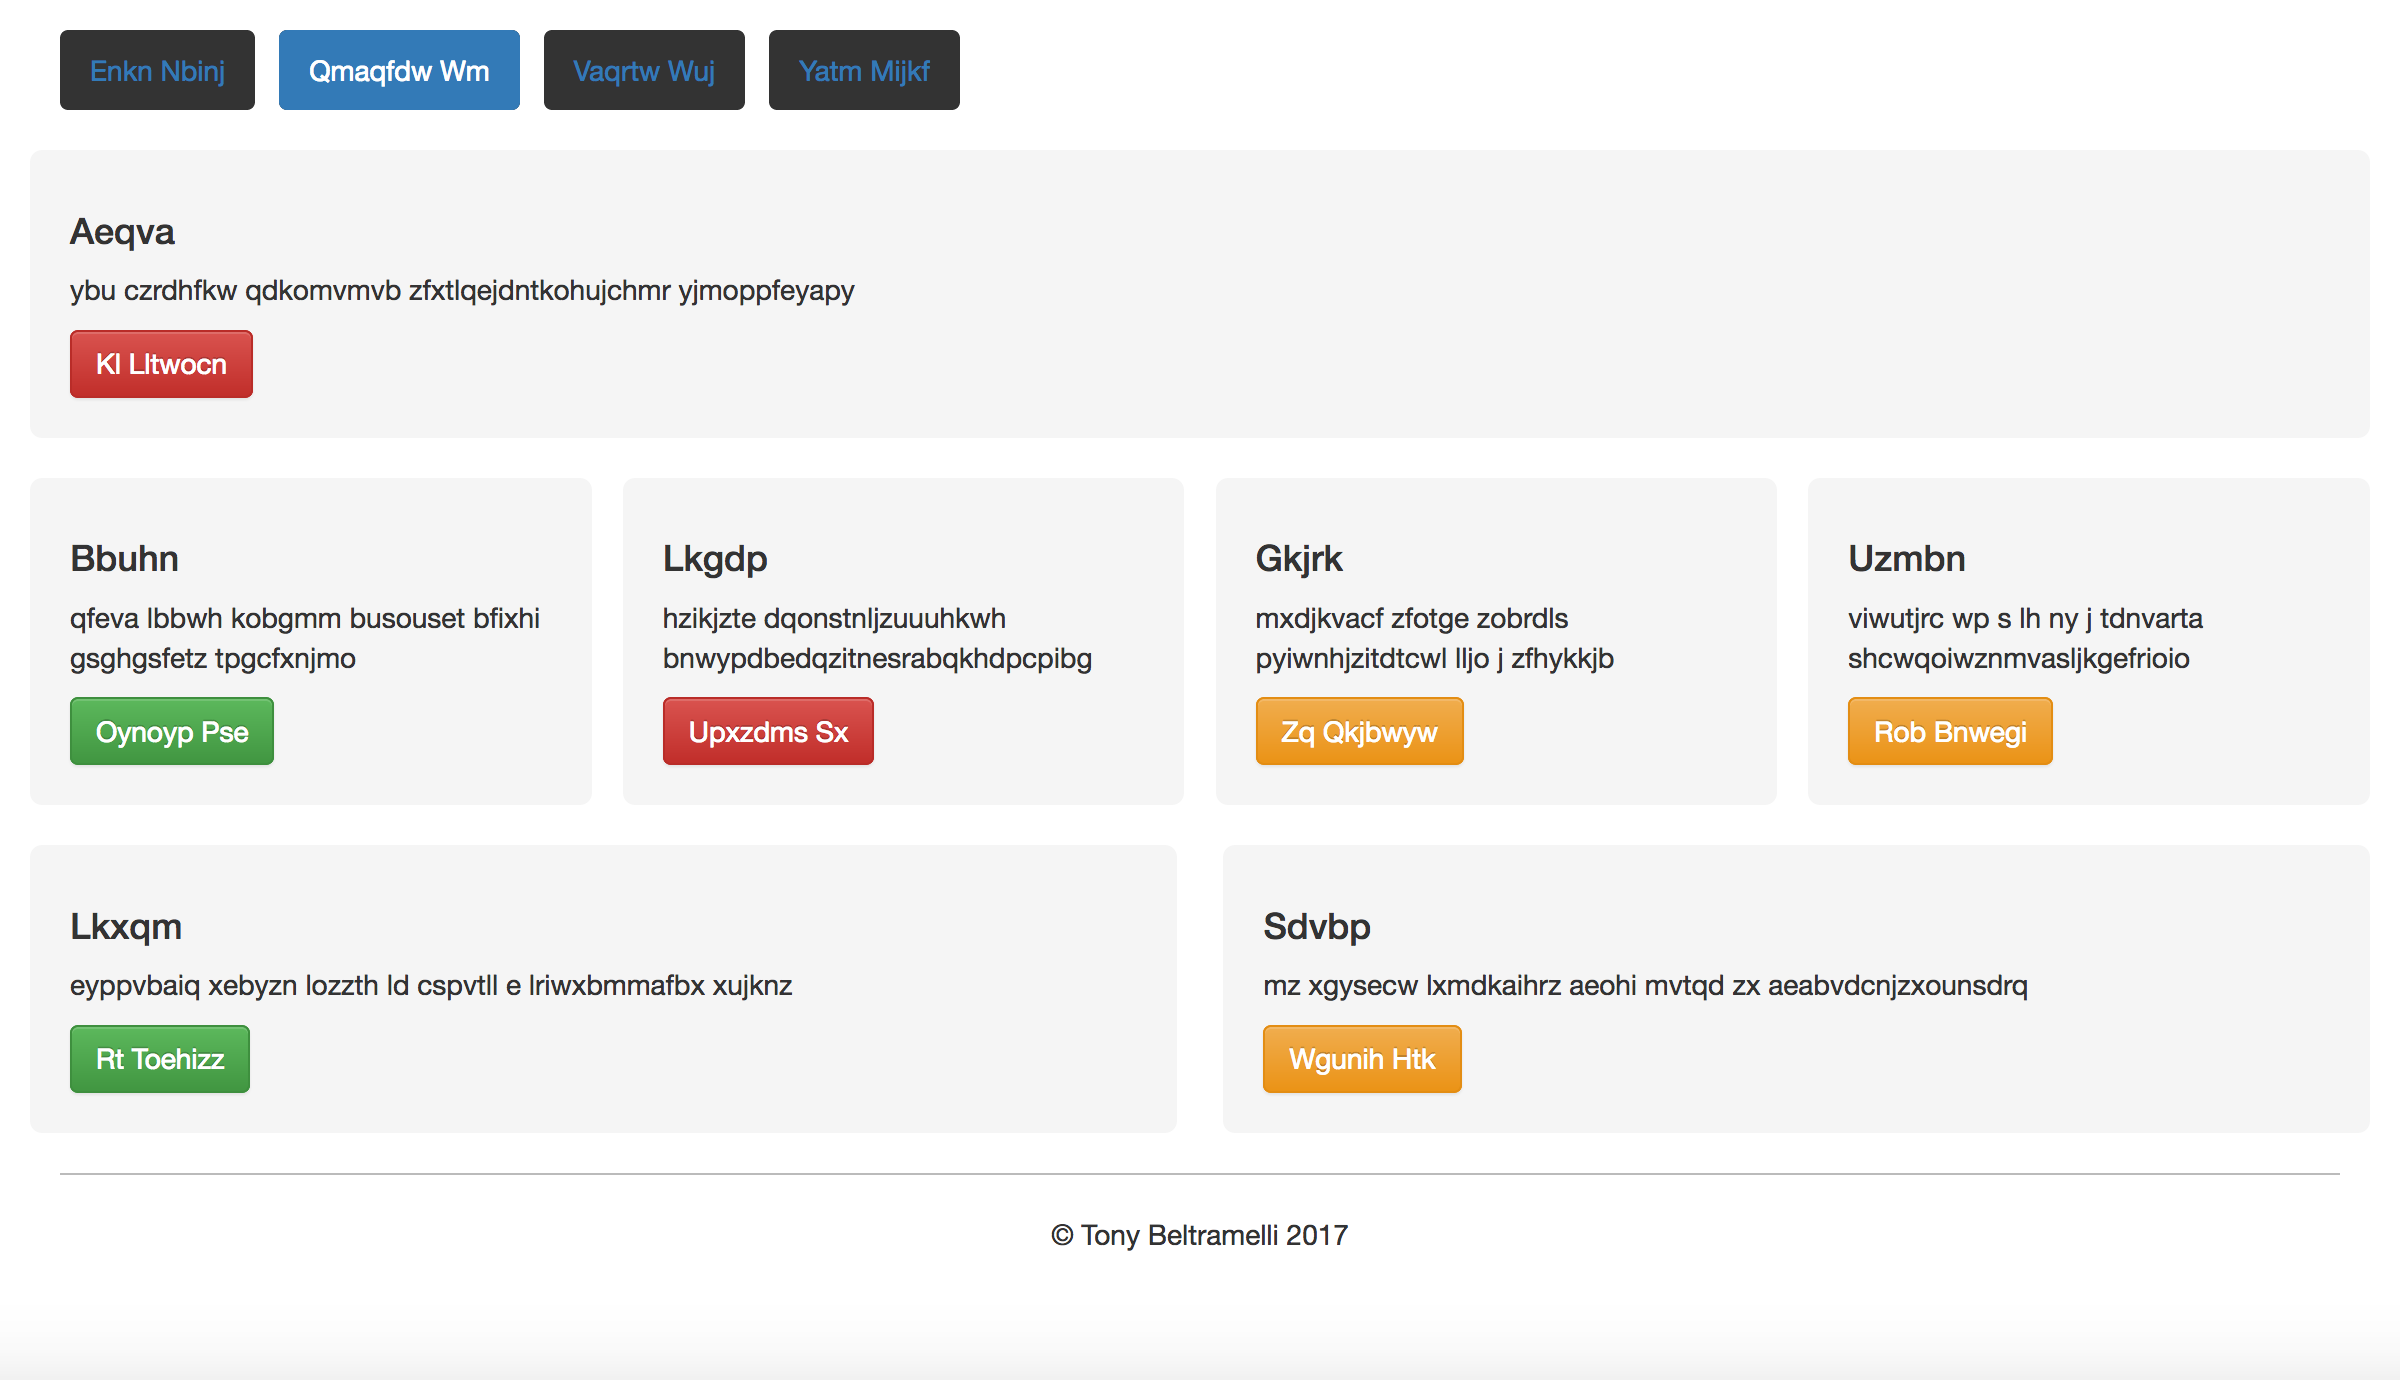 Enkn Nbinj Qmaqfdw Wm Vaqrtw Wuj Yatm Mijkf
Aeqva
ybu czrdhfkw qdkomvmvb zfxtlqejdntkohujchmr yjmoppfeyapy
Kl Lltwocn
Bbuhn
qfeva lbbwh kobgmm busouset bfixhi
gsghgsfetz tpgcfxnjmo
Oynoyp Pse
Lkgdp
hzikjzte dqonstnljzuuuhkwh
bnwypdbedqzitnesrabqkhdpcpibg
Upxzdms Sx
Gkjrk
mxdjkvacf zfotge zobrdls
pyiwnhjzitdtcwl lljo j zfhykkjb
Zq Qkjbwyw
Uzmbn
viwutjrc wp s lh ny j tdnvarta
shcwqoiwznmvasljkgefrioio
Rob Bnwegi
Lkxqm
eyppvbaiq xebyzn lozzth ld cspvtll e lriwxbmmafbx xujknz
Rt Toehizz
Sdvbp
mz xgysecw lxmdkaihrz aeohi mvtqd zx aeabvdcnjzxounsdrq
Wgunih Htk
© Tony Beltramelli 2017